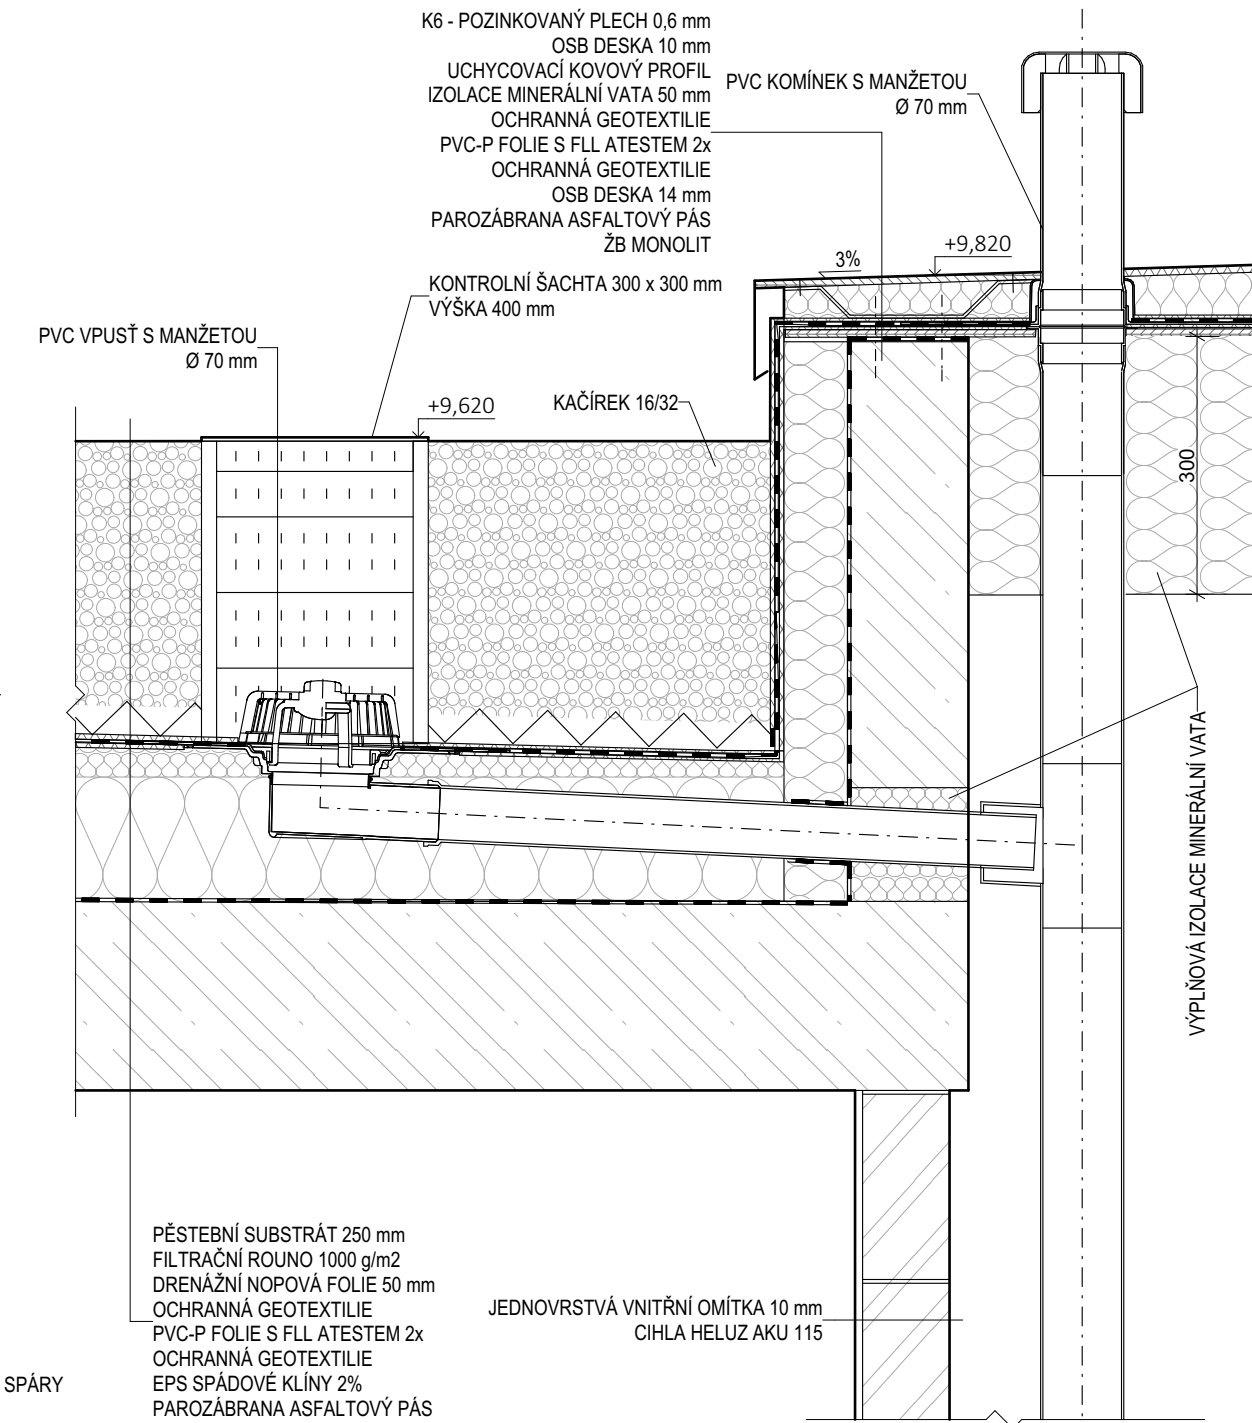 K6 - POZINKOVANÝ PLECH 0,6 mm
OSB DESKA 10 mm
UCHYCOVACÍ KOVOVÝ PROFIL
IZOLACE MINERÁLNÍ VATA 50 mm
OCHRANNÁ GEOTEXTILIE
PVC-P FOLIE S FLL ATESTEM 2x
OCHRANNÁ GEOTEXTILIE
OSB DESKA 14 mm
PAROZÁBRANA ASFALTOVÝ PÁS
ŽB MONOLIT
PVC KOMÍNEK S MANŽETOU
Ø 70 mm
3%
+9,820
KONTROLNÍ ŠACHTA 300 x 300 mm
VÝŠKA 400 mm
PVC VPUSŤ S MANŽETOU
Ø 70 mm
+9,620
KAČÍREK 16/32
300
VÝPLŇOVÁ IZOLACE MINERÁLNÍ VATA
PĚSTEBNÍ SUBSTRÁT 250 mm
FILTRAČNÍ ROUNO 1000 g/m2
DRENÁŽNÍ NOPOVÁ FOLIE 50 mm
OCHRANNÁ GEOTEXTILIE
PVC-P FOLIE S FLL ATESTEM 2x
OCHRANNÁ GEOTEXTILIE
EPS SPÁDOVÉ KLÍNY 2%
PAROZÁBRANA ASFALTOVÝ PÁS
JEDNOVRSTVÁ VNITŘNÍ OMÍTKA 10 mm
CIHLA HELUZ AKU 115
SPÁRY